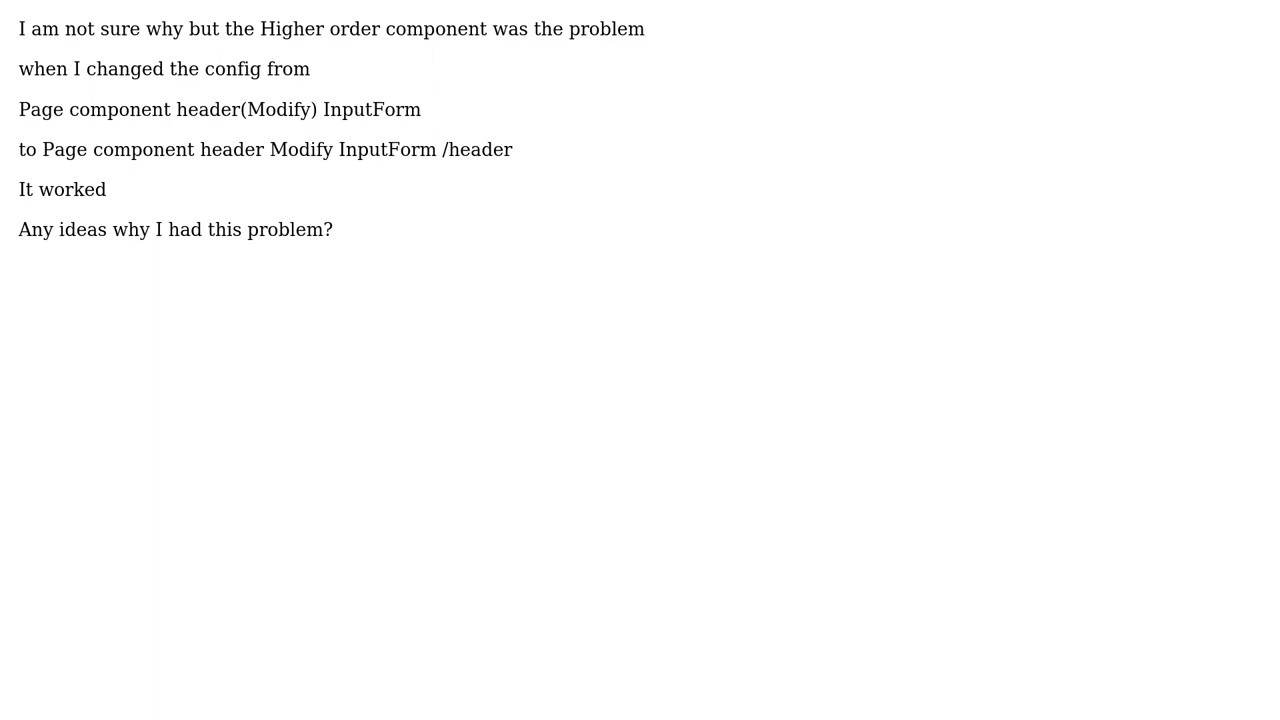 I am not sure why but the Higher order component was the problem
when I changed the config from
Page component header(Modify) InputForm
to Page component header Modify InputForm /header
It worked
Any ideas why I had this problem?